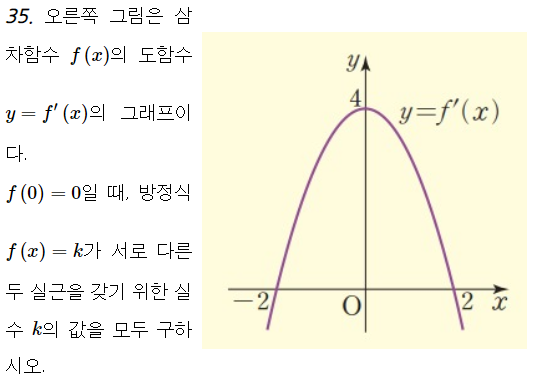 35. 오른쪽 그림은 삼
차함수 f(x)의 도함수
y = f′(x)의 그래프이
다.
f(0) = 0일 때, 방정식
f(x) = k가 서로 다른
두 실근을 갖기 위한 실
수 k의 값을 모두 구하
시오.
y
4
y=f′(x)
−2
O
2
x